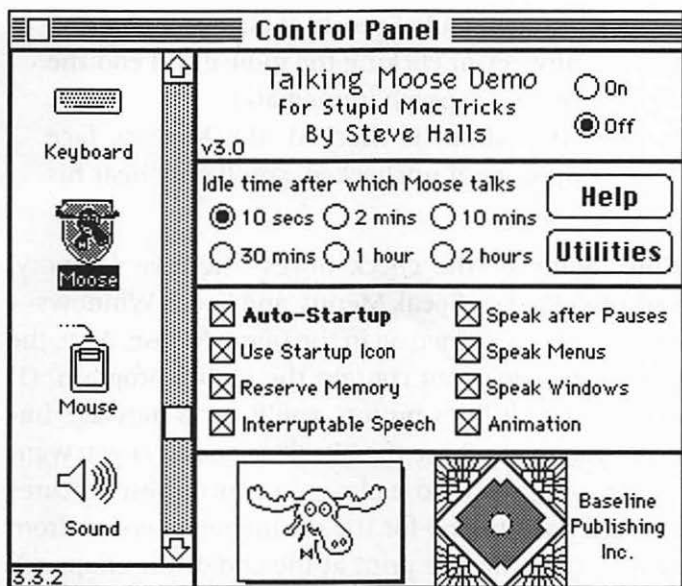 Control Panel
Keyboard
Moose
Mouse
Sound
3.3.2
Talking Moose Demo
For Stupid Mac Tricks
By Steve Halls
v3.0
On
Off
Idle time after which Moose talks
10 secs 2 mins 10 mins
30 mins 1 hour 2 hours
Help
Utilities
Auto-Startup
Use Startup Icon
Reserve Memory
Interruptable Speech
Speak after Pauses
Speak Menus
Speak Windows
Animation
Baseline
Publishing
Inc.